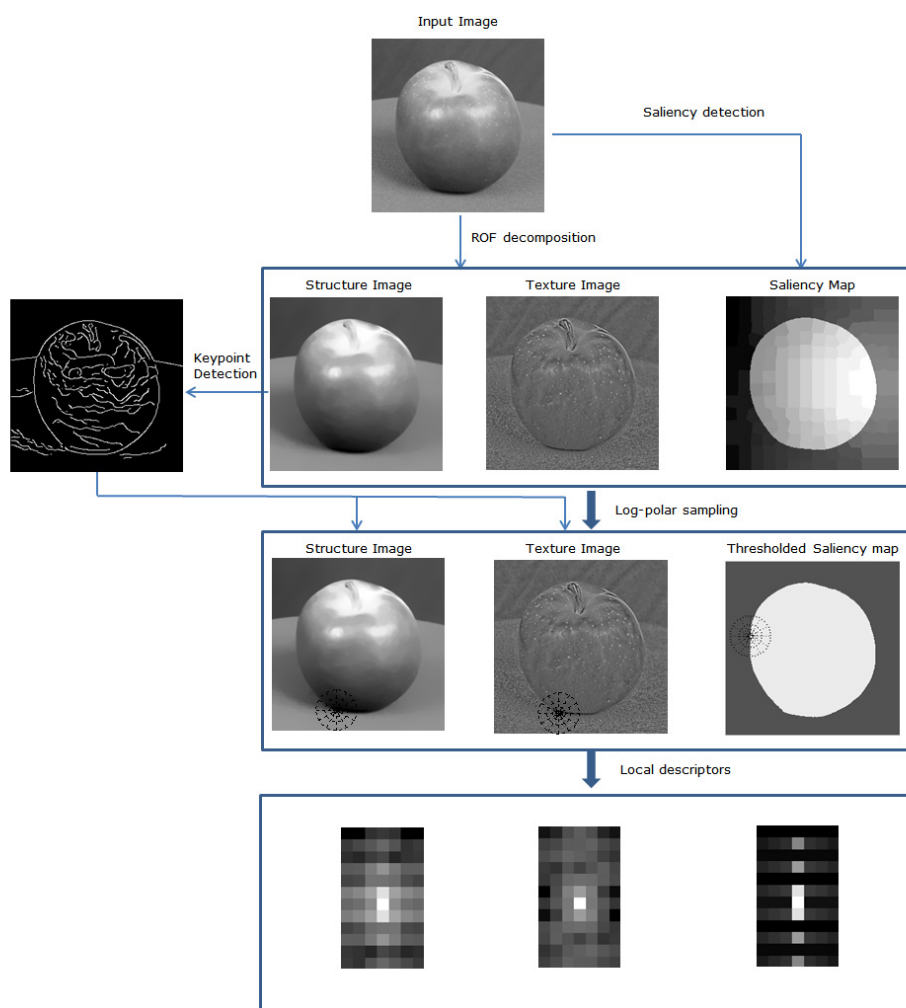 Input Image
Saliency detection
ROF decomposition
Structure Image
Texture Image
Saliency Map
Keypoint
Detection
Log-polar sampling
Structure Image
Texture Image
Thresholded Saliency map
Local descriptors